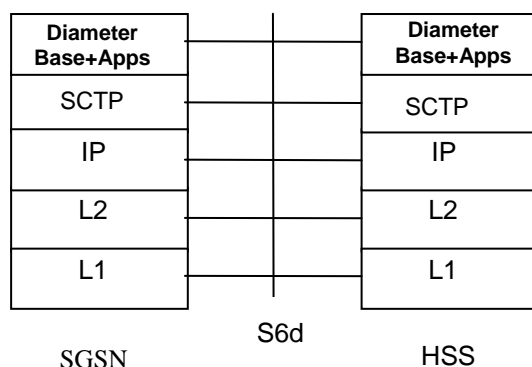 Diameter
Base+Apps
SCTP
IP
L2
L1
SGSN
S6d
Diameter
Base+Apps
SCTP
IP
L2
L1
HSS